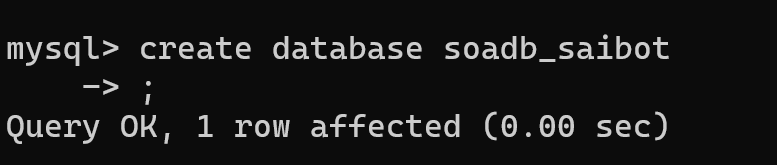 mysql> create database soadb_saibot
    -> ;
Query OK, 1 row affected (0.00 sec)